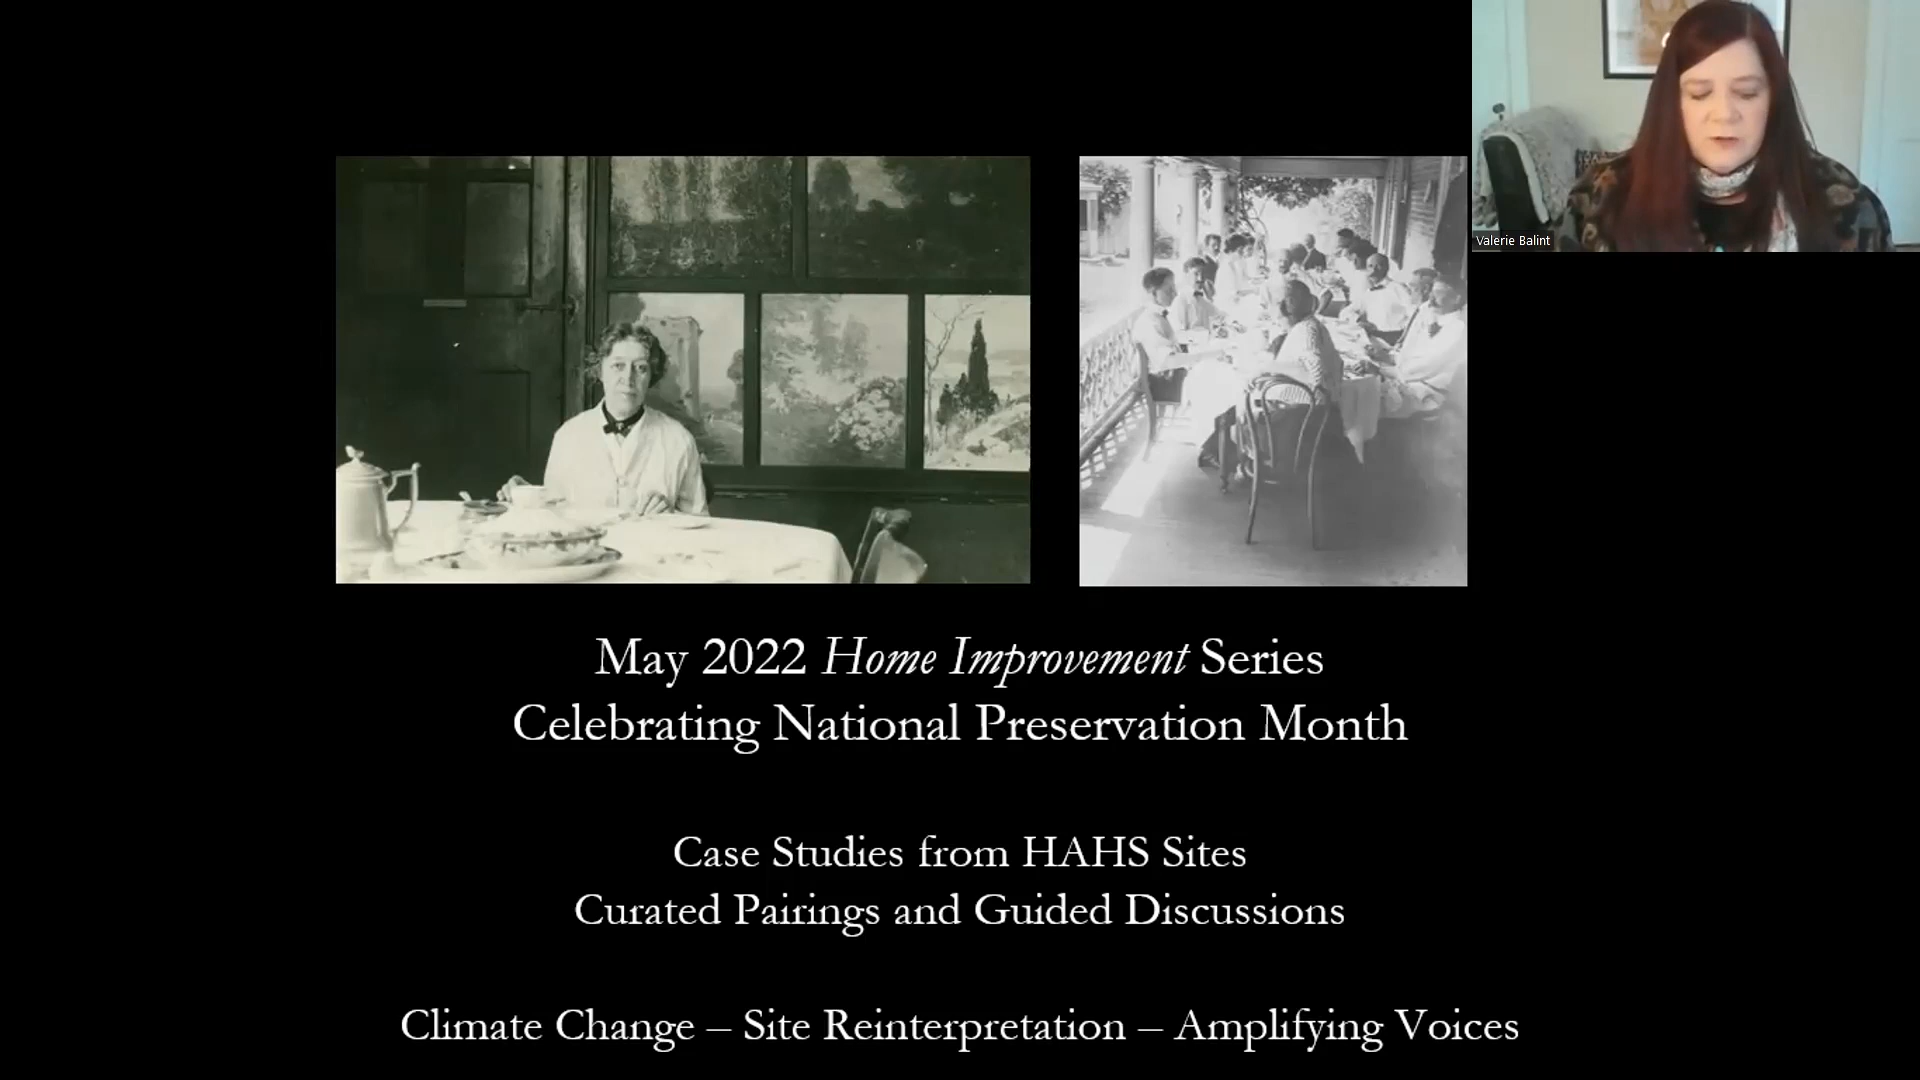 Valerie Balint
May 2022 Home Improvement Series
Celebrating National Preservation Month
Case Studies from HAHS Sites
Curated Pairings and Guided Discussions
Climate Change – Site Reinterpretation – Amplifying Voices